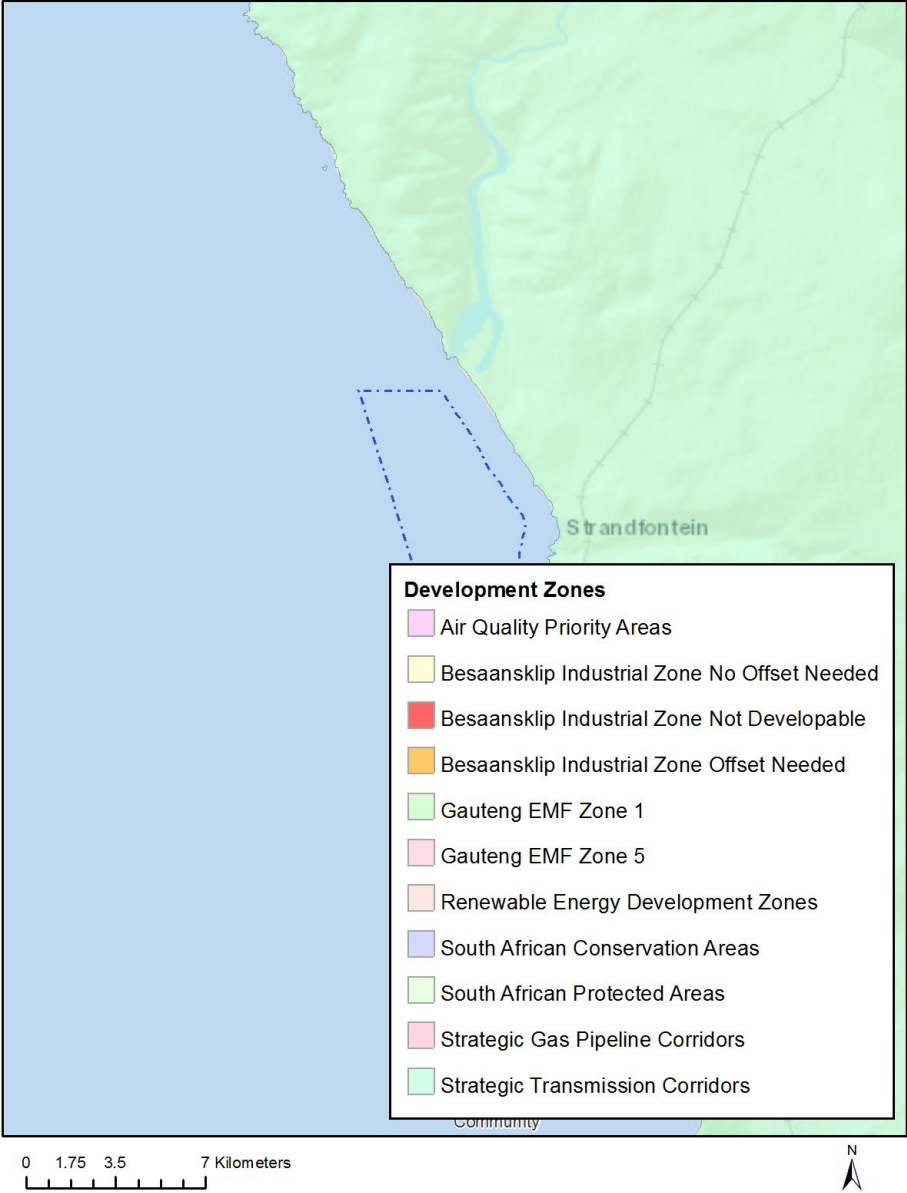 Strandfontein
Development Zones
Air Quality Priority Areas
Besaansklip Industrial Zone No Offset Needed
Besaansklip Industrial Zone Not Developable
Besaansklip Industrial Zone Offset Needed
Gauteng EMF Zone 1
Gauteng EMF Zone 5
Renewable Energy Development Zones
South African Conservation Areas
South African Protected Areas
Strategic Gas Pipeline Corridors
Strategic Transmission Corridors
Community
0 1.75 3.5 7 Kilometers
N